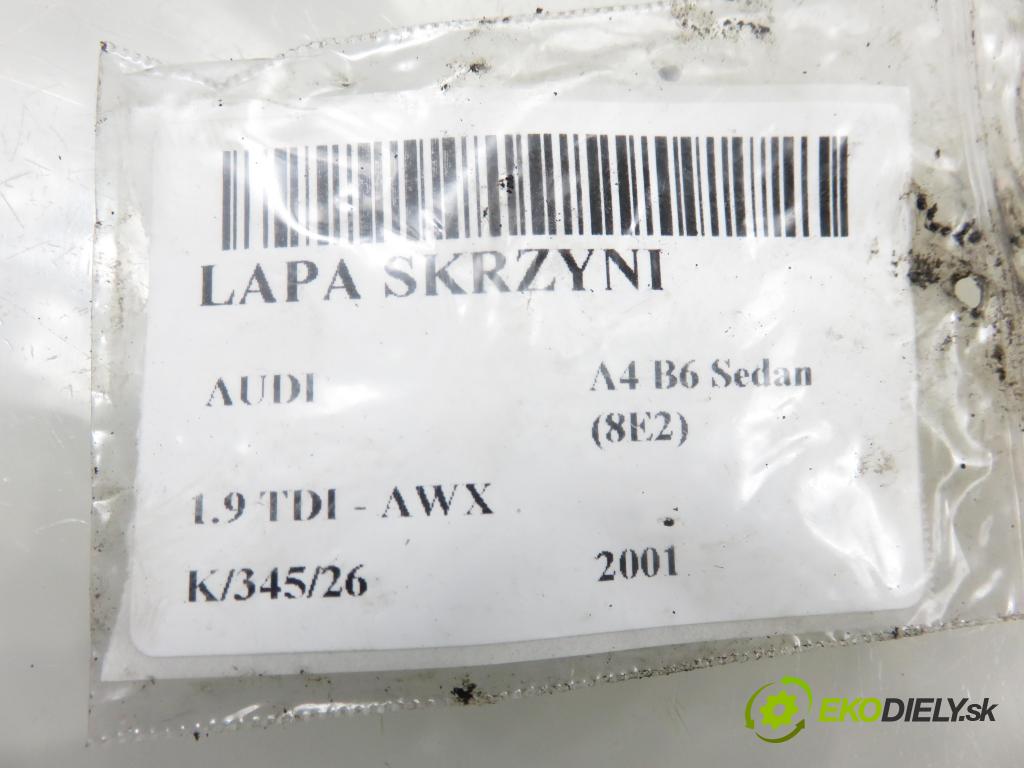 LAPA SKRZYNI
AUDI
A4 B6 Sedan
(8E2)
1.9 TDI - AWX
K/345/26
2001
EKODIELY.sk